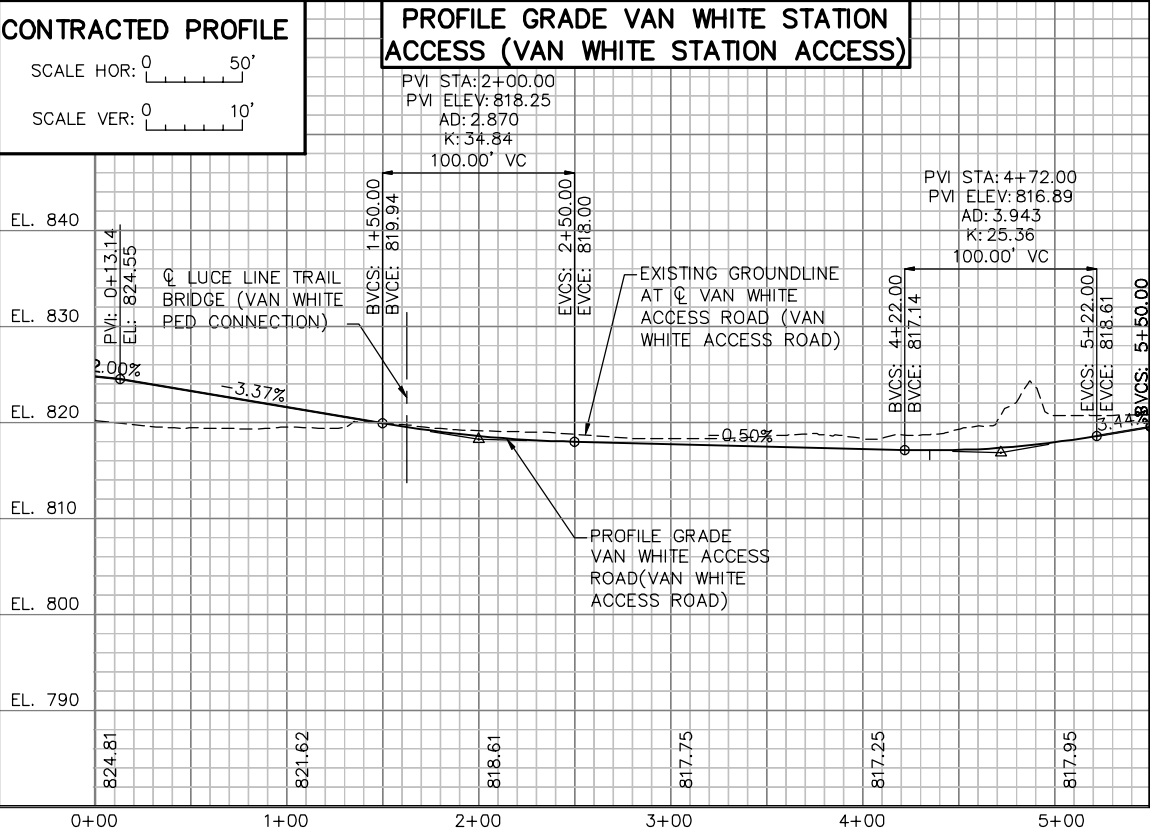 CONTRACTED PROFILE
SCALE HOR: 0 50'
SCALE VER: 0 10'
PROFILE GRADE VAN WHITE STATION
ACCESS (VAN WHITE STATION ACCESS)
PVI STA: 2+00.00
PVI ELEV: 818.25
AD: 2.870
K: 34.84
100.00' VC
PVI STA: 4+72.00
PVI ELEV: 816.89
AD: 3.943
K: 25.36
100.00' VC
EL. 840
EL. 830
EL. 820
EL. 810
EL. 800
EL. 790
PVI: 0+13.14
EL: 824.55
℄ LUCE LINE TRAIL
BRIDGE (VAN WHITE
PED CONNECTION)
BVCS: 1+50.00
BVCE: 819.94
EVCS: 2+50.00
EVCE: 818.00
EXISTING GROUNDLINE
AT ℄ VAN WHITE
ACCESS ROAD (VAN
WHITE ACCESS ROAD)
BVCS: 4+22.00
BVCE: 817.14
EVCS: 5+22.00
EVCE: 818.61
BVCS: 5+50.00
2.00%
-3.37%
-0.50%
3.44%
PROFILE GRADE
VAN WHITE ACCESS
ROAD(VAN WHITE
ACCESS ROAD)
824.81
821.62
818.61
817.75
817.25
817.95
0+00
1+00
2+00
3+00
4+00
5+00